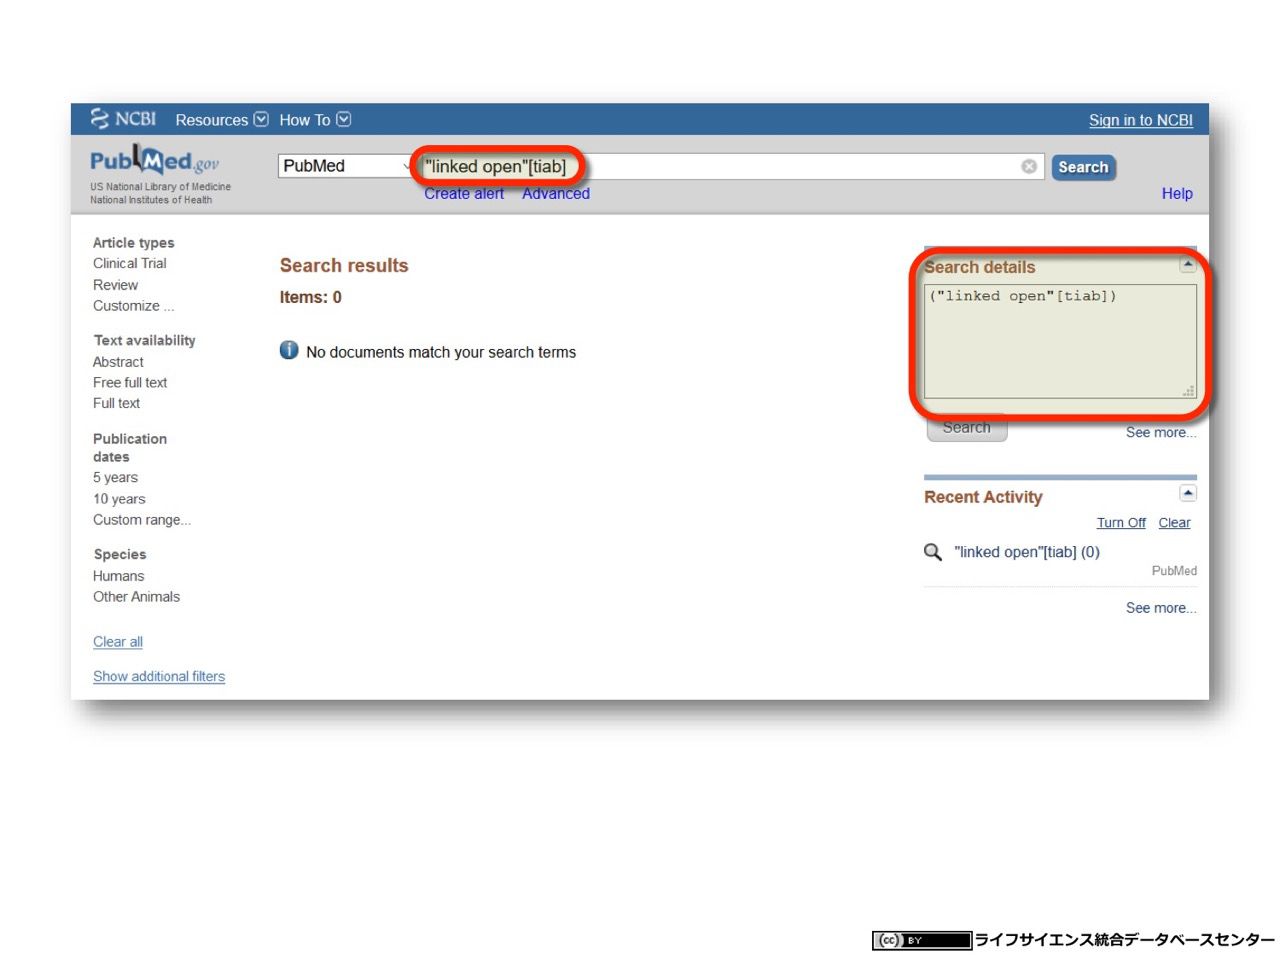 NCBI Resources How To Sign in to NCBI
PubMed.gov
US National Library of Medicine
National Institutes of Health
PubMed "linked open"[tiab] Search
Create alert Advanced Help
Article types
Clinical Trial
Review
Customize ...
Text availability
Abstract
Free full text
Full text
Publication
dates
5 years
10 years
Custom range...
Species
Humans
Other Animals
Clear all
Show additional filters
Search results
Items: 0
No documents match your search terms
Search details
("linked open"[tiab])
Search
See more...
Recent Activity
Turn Off Clear
"linked open"[tiab] (0)
PubMed
See more...
(cc) BY ライフサイエンス統合データベースセンター